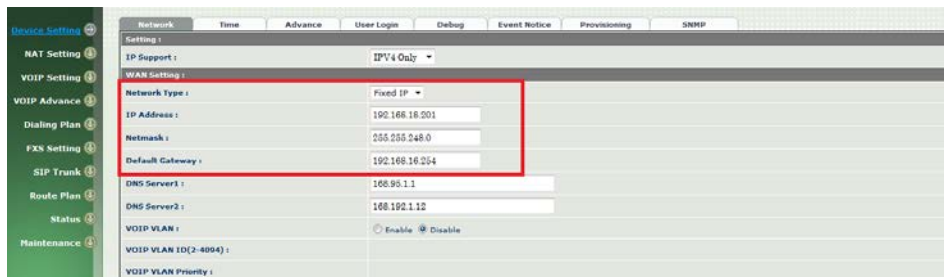 Network Time Advance User Login Debug Event Notice Provisioning SNMP
Device Setting
Setting :
NAT Setting
IP Support : IPV4 Only
VOIP Setting
WAN Setting :
Network Type : Fixed IP
VOIP Advance
IP Address : 192.168.16.201
Dialing Plan
Netmask : 255.255.248.0
FXS Setting
Default Gateway : 192.168.16.254
SIP Trunk
DNS Server1 : 168.95.1.1
Route Plan
DNS Server2 : 168.192.1.12
Status
VOIP VLAN : Enable Disable
Maintenance
VOIP VLAN ID(2-4094) :
VOIP VLAN Priority :